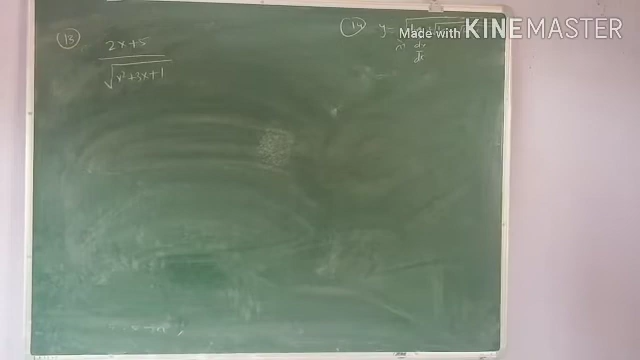 (13)
2x+5
√x²+3x+1
(14) y=
dy
dx
Made with KINEMASTER